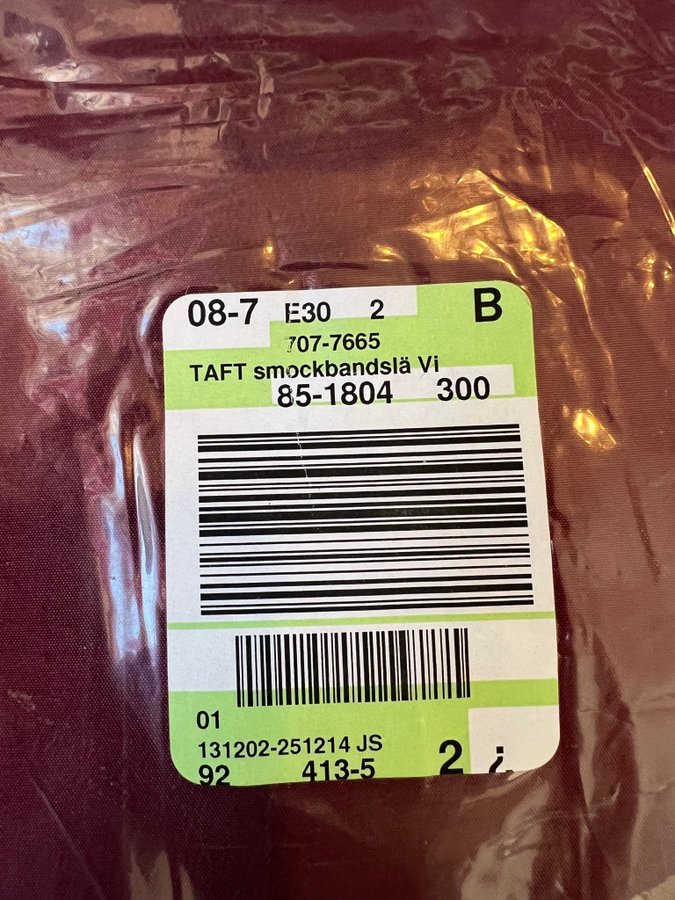 08-7 E30 2 B
707-7665
TAFT smockbandslä Vi
85-1804 300
01
131202-251214 JS
92 413-5 2